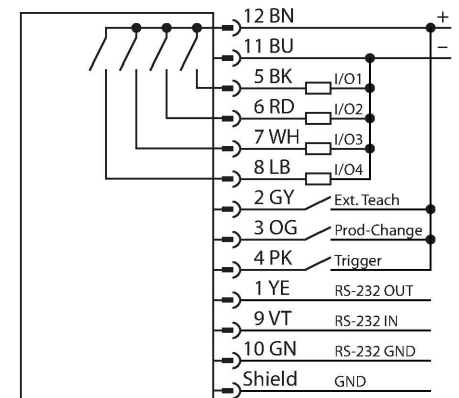 12 BN +
11 BU –
5 BK I/O1
6 RD I/O2
7 WH I/O3
8 LB I/O4
2 GY Ext. Teach
3 OG Prod-Change
4 PK Trigger
1 YE RS-232 OUT
9 VT RS-232 IN
10 GN RS-232 GND
Shield GND